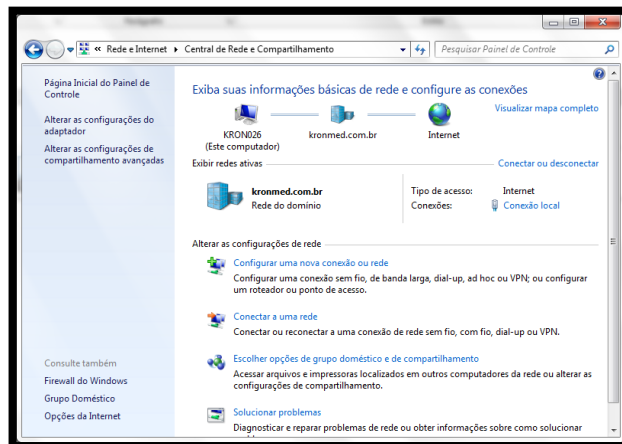 Rede e Internet
Central de Rede e Compartilhamento
Pesquisar Painel de Controle
Página Inicial do Painel de
Controle
Alterar as configurações do
adaptador
Alterar as configurações de
compartilhamento avançadas
Exiba suas informações básicas de rede e configure as conexões
Visualizar mapa completo
KRON026
(Este computador)
kronmed.com.br
Internet
Exibir redes ativas
Conectar ou desconectar
kronmed.com.br
Rede do domínio
Tipo de acesso: Internet
Conexões: Conexão local
Alterar as configurações de rede
Configurar uma nova conexão ou rede
Configurar uma conexão sem fio, de banda larga, dial-up, ad hoc ou VPN; ou configurar
um roteador ou ponto de acesso.
Conectar a uma rede
Conectar ou reconectar a uma conexão de rede sem fio, com fio, dial-up ou VPN.
Escolher opções de grupo doméstico e de compartilhamento
Acessar arquivos e impressoras localizados em outros computadores da rede ou alterar as
configurações de compartilhamento.
Solucionar problemas
Diagnosticar e reparar problemas de rede ou obter informações sobre como solucionar
Consulte também
Firewall do Windows
Grupo Doméstico
Opções da Internet